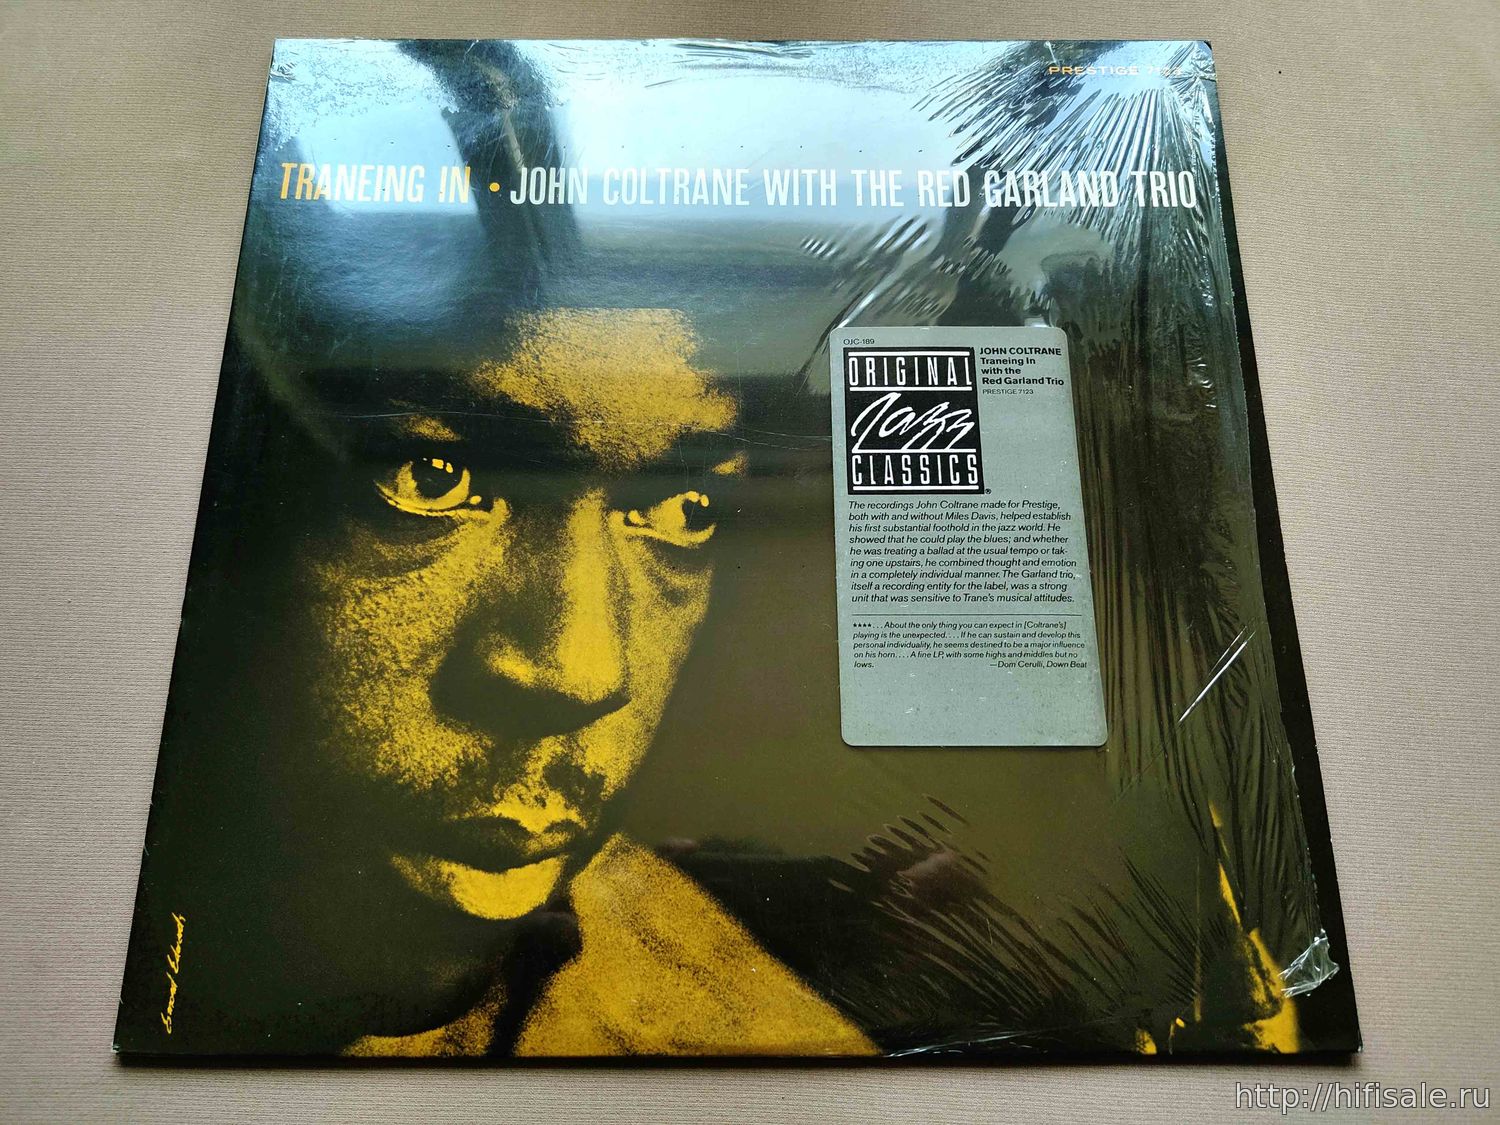 PRESTIGE 7123
TRANEING IN • JOHN COLTRANE WITH THE RED GARLAND TRIO
OJC-189
ORIGINAL
Jazz
CLASSICS
®
JOHN COLTRANE
Traneing In
with the
Red Garland Trio
PRESTIGE 7123
The recordings John Coltrane made for Prestige,
both with and without Miles Davis, helped establish
his first substantial foothold in the jazz world. He
showed that he could play the blues; and whether
he was treating a ballad at the usual tempo or tak-
ing one upstairs, he combined thought and emotion
in a completely individual manner. The Garland trio,
itself a recording entity for the label, was a strong
unit that was sensitive to Trane's musical attitudes.
★★★★ . . . About the only thing you can expect in [Coltrane's]
playing is the unexpected. . . . If he can sustain and develop this
personal individuality, he seems destined to be a major influence
on his horn. . . . A fine LP, with some highs and middles but no
lows. —Dom Cerulli, Down Beat
Esmond Edwards
http://hifisale.ru